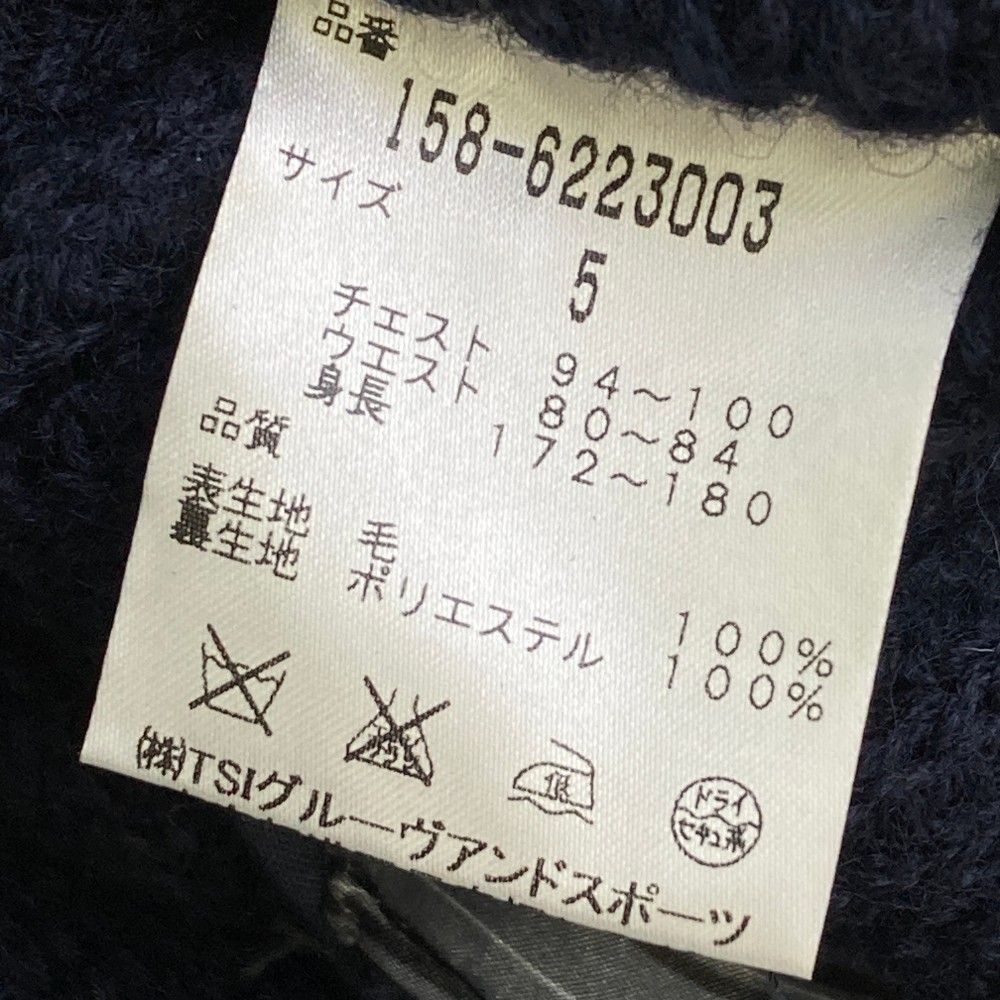 品番
158-6223003
サイズ
5
チェスト 94~100
ウエスト 80~84
身長 172~180
品質
表生地 毛 100%
裏生地 ポリエステル 100%
低
ドライ
セキユ系
(株)TSIグルーヴアンドスポーツ